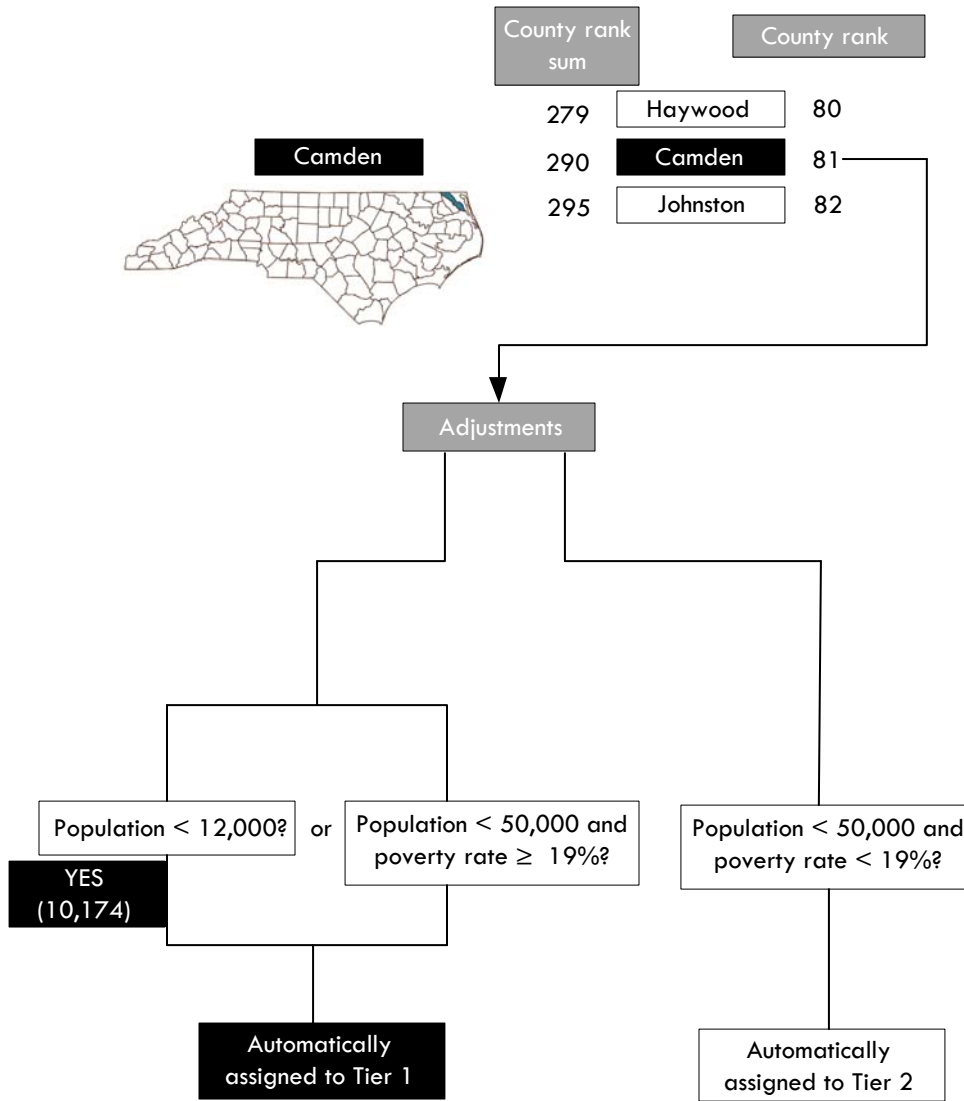 County rank
sum
County rank
279 Haywood 80
Camden
290 Camden 81
295 Johnston 82
Adjustments
Population < 12,000?
or
Population < 50,000 and
poverty rate ≥ 19%?
Population < 50,000 and
poverty rate < 19%?
YES
(10,174)
Automatically
assigned to Tier 1
Automatically
assigned to Tier 2